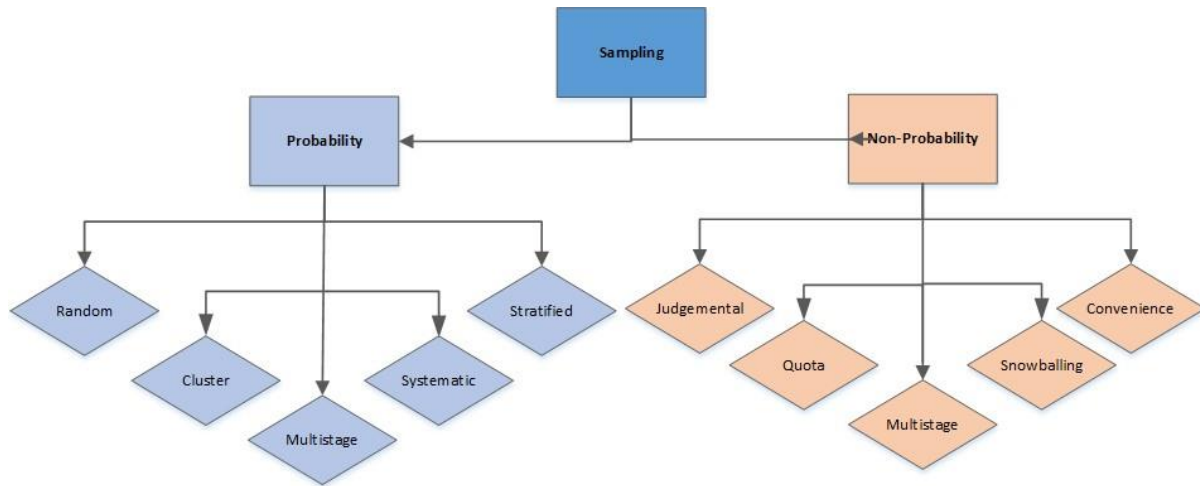 Sampling
Probability
Non-Probability
Random
Cluster
Multistage
Systematic
Stratified
Judgemental
Quota
Multistage
Snowballing
Convenience